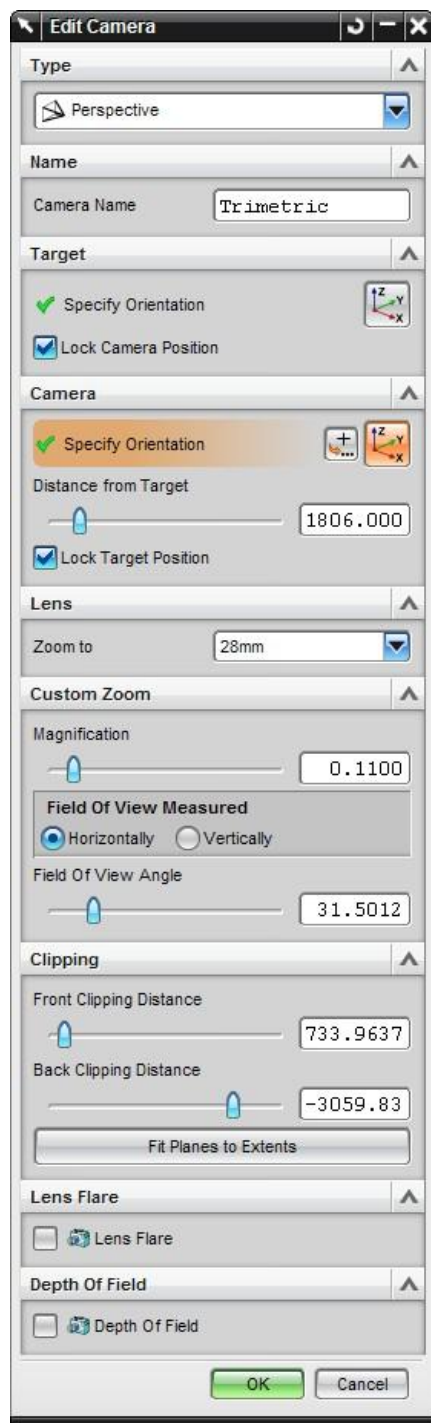 Edit Camera
Type
Perspective
Name
Camera Name Trimetric
Target
Specify Orientation
Z Y X
Lock Camera Position
Camera
Specify Orientation
Z Y X
Distance from Target
1806.000
Lock Target Position
Lens
Zoom to 28mm
Custom Zoom
Magnification
0.1100
Field Of View Measured
Horizontally Vertically
Field Of View Angle
31.5012
Clipping
Front Clipping Distance
733.9637
Back Clipping Distance
-3059.83
Fit Planes to Extents
Lens Flare
Lens Flare
Depth Of Field
Depth Of Field
OK Cancel